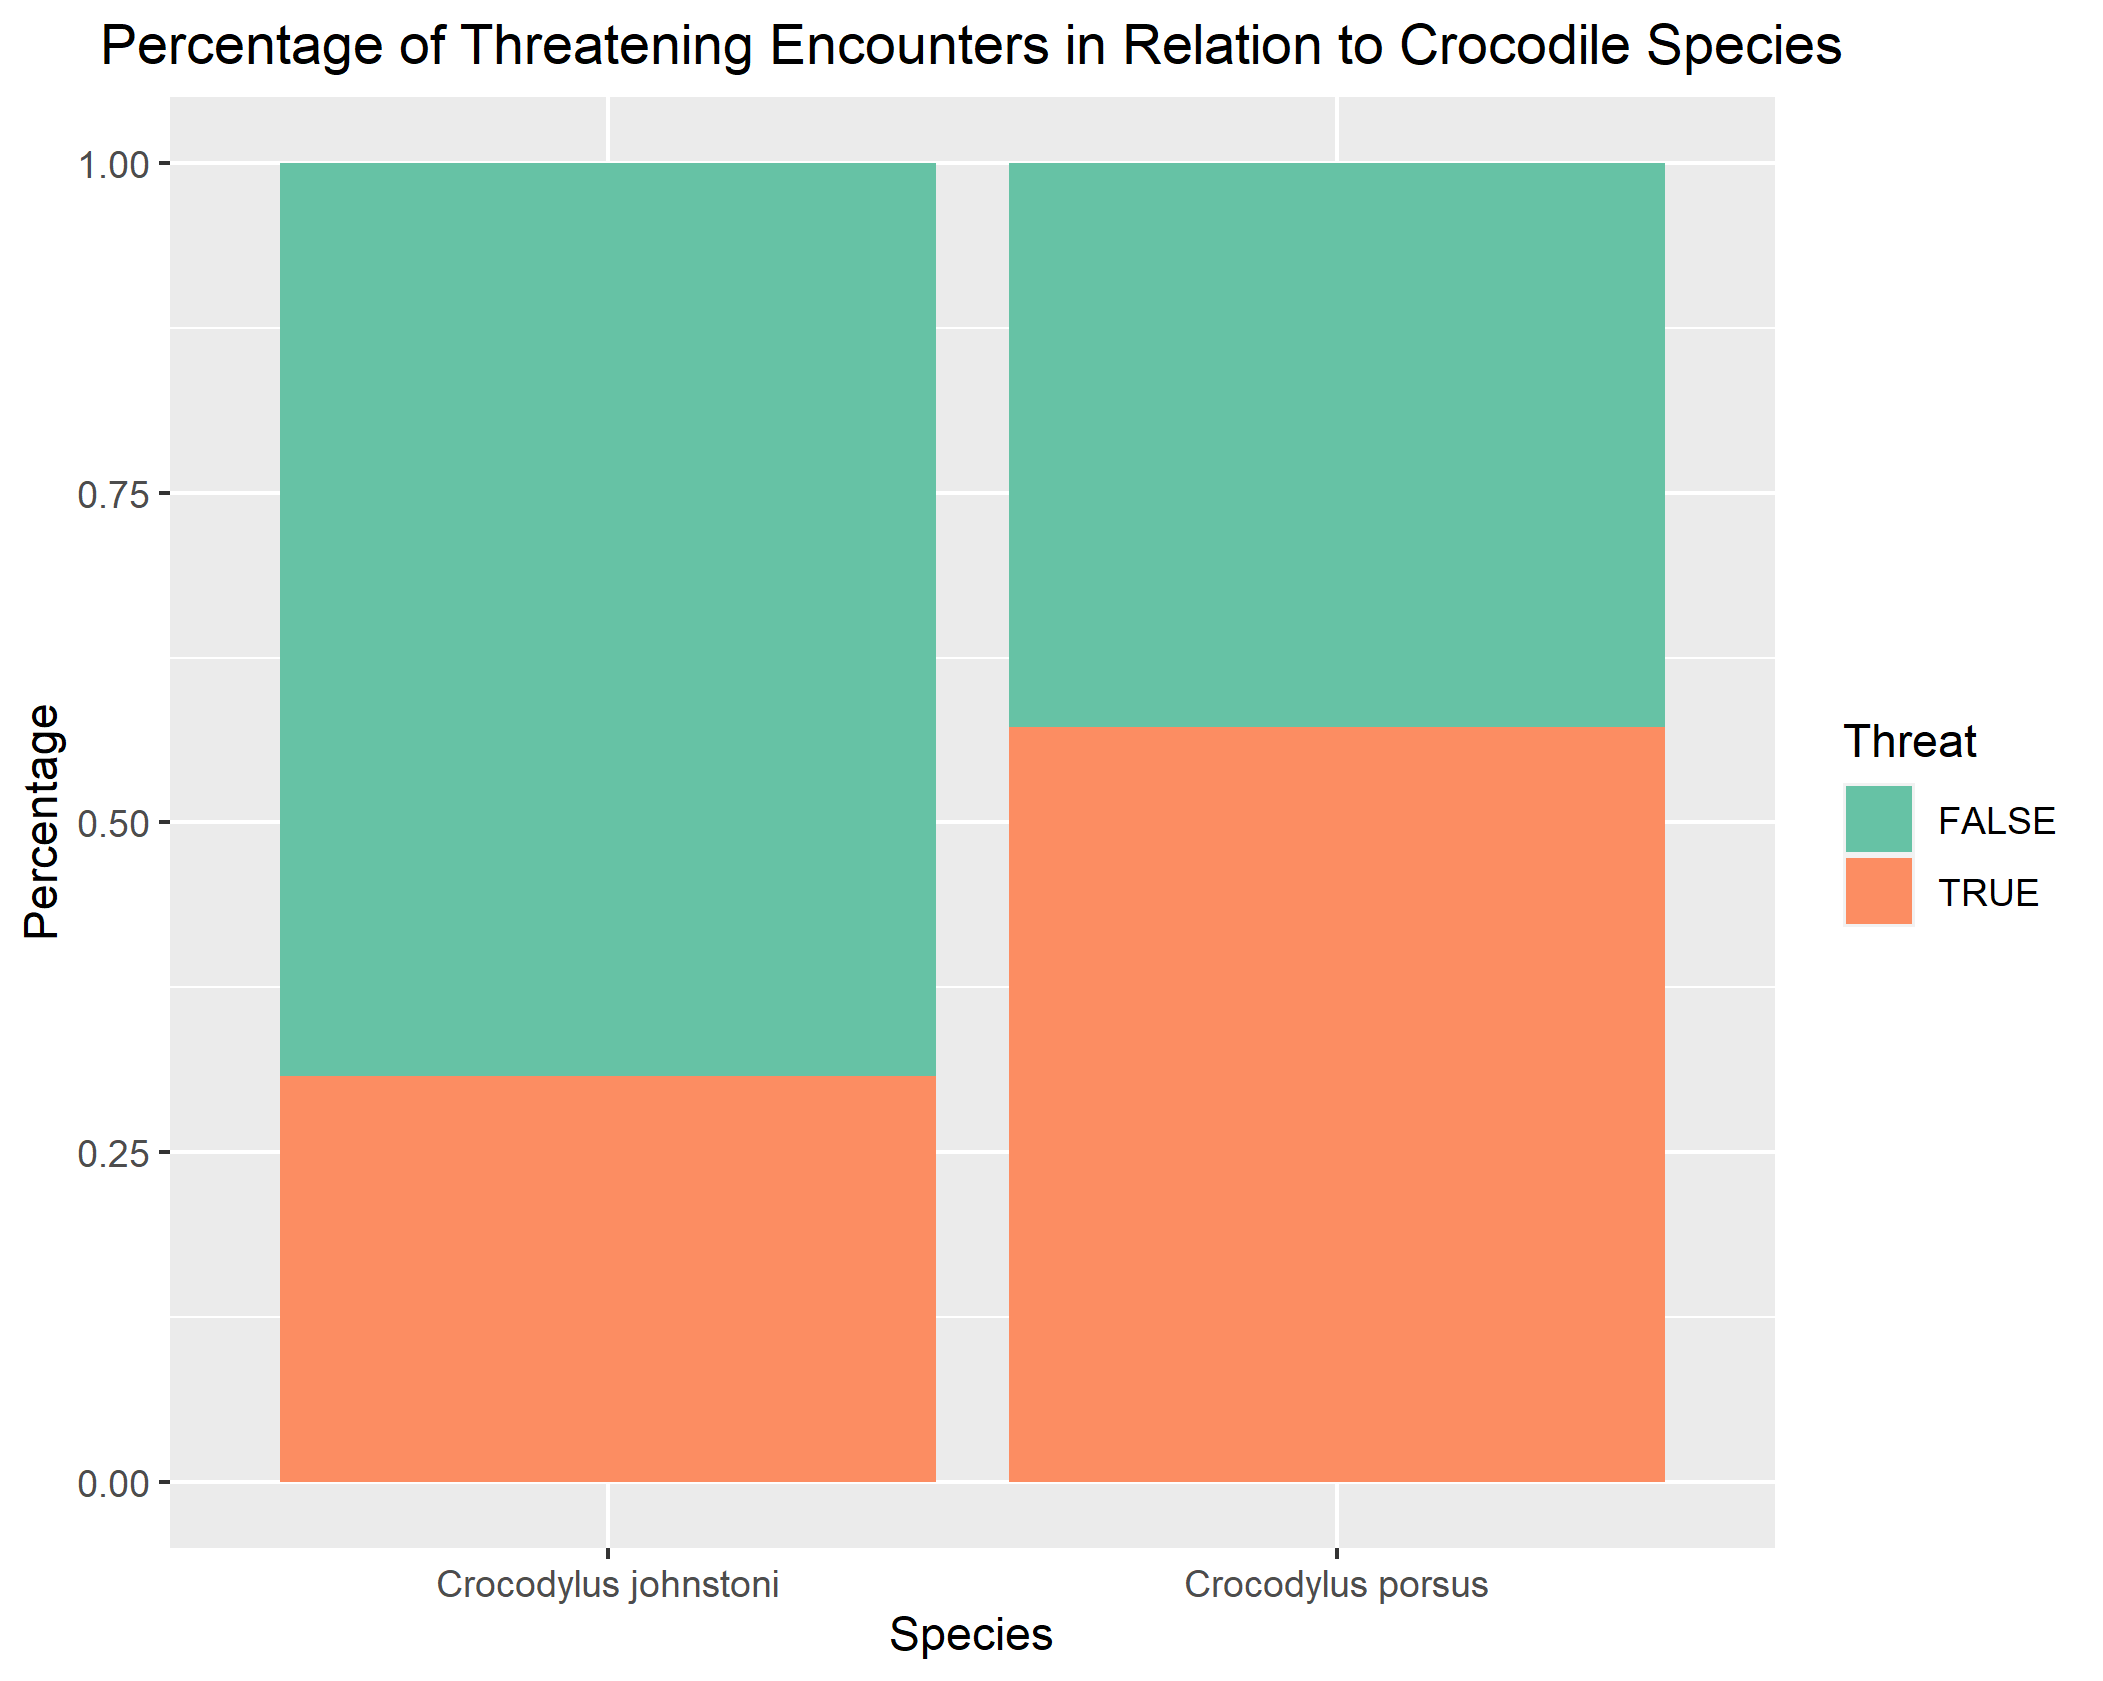 Percentage of Threatening Encounters in Relation to Crocodile Species
1.00
0.75
0.50
0.25
0.00
Percentage
Crocodylus johnstoni
Crocodylus porsus
Species
Threat
FALSE
TRUE